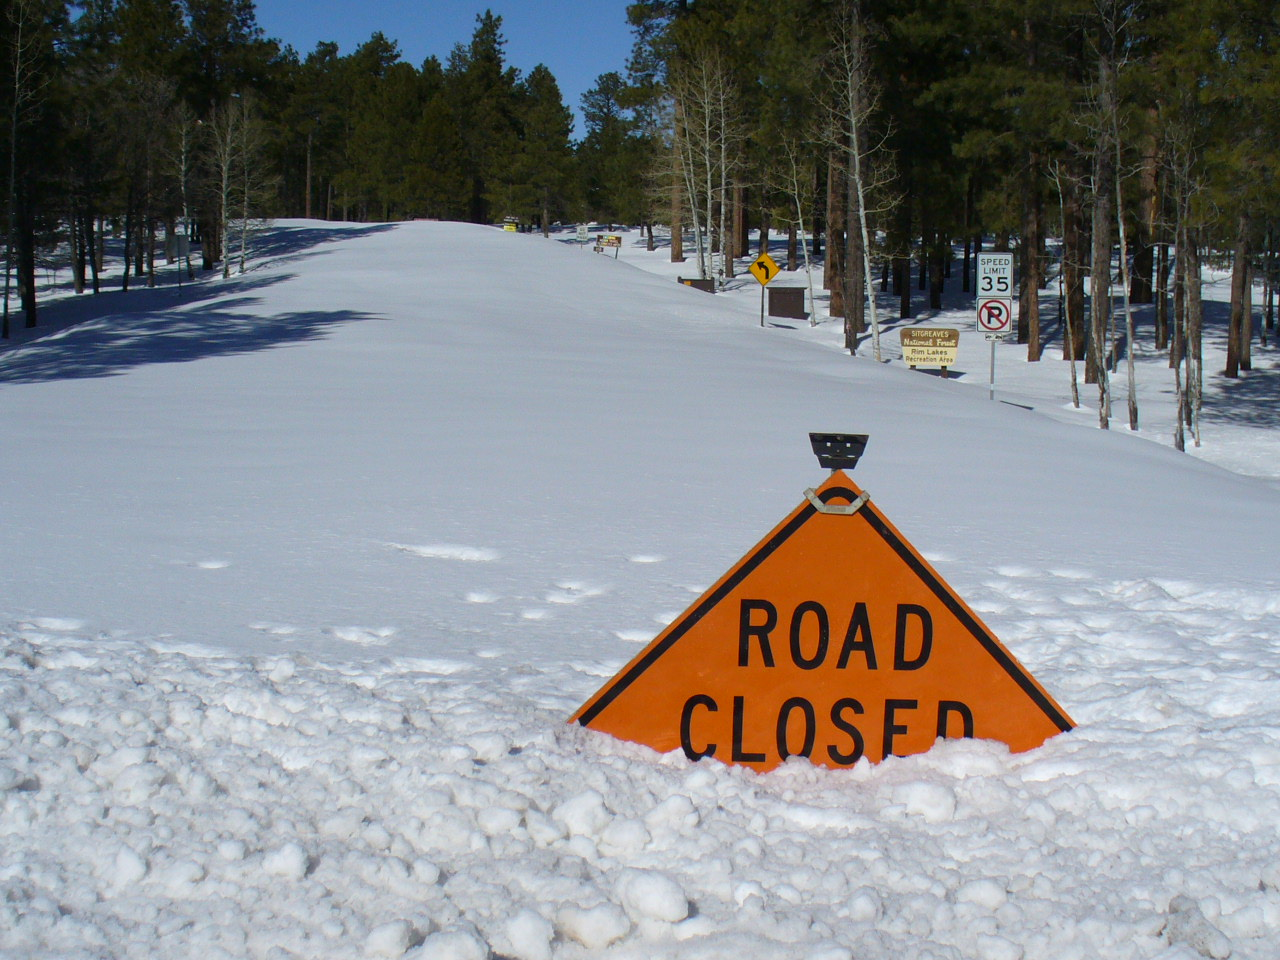 SPEED
LIMIT
35
P
SITGREAVES
National Forest
Rim Lakes
Recreation Area
ROAD
CLOSED